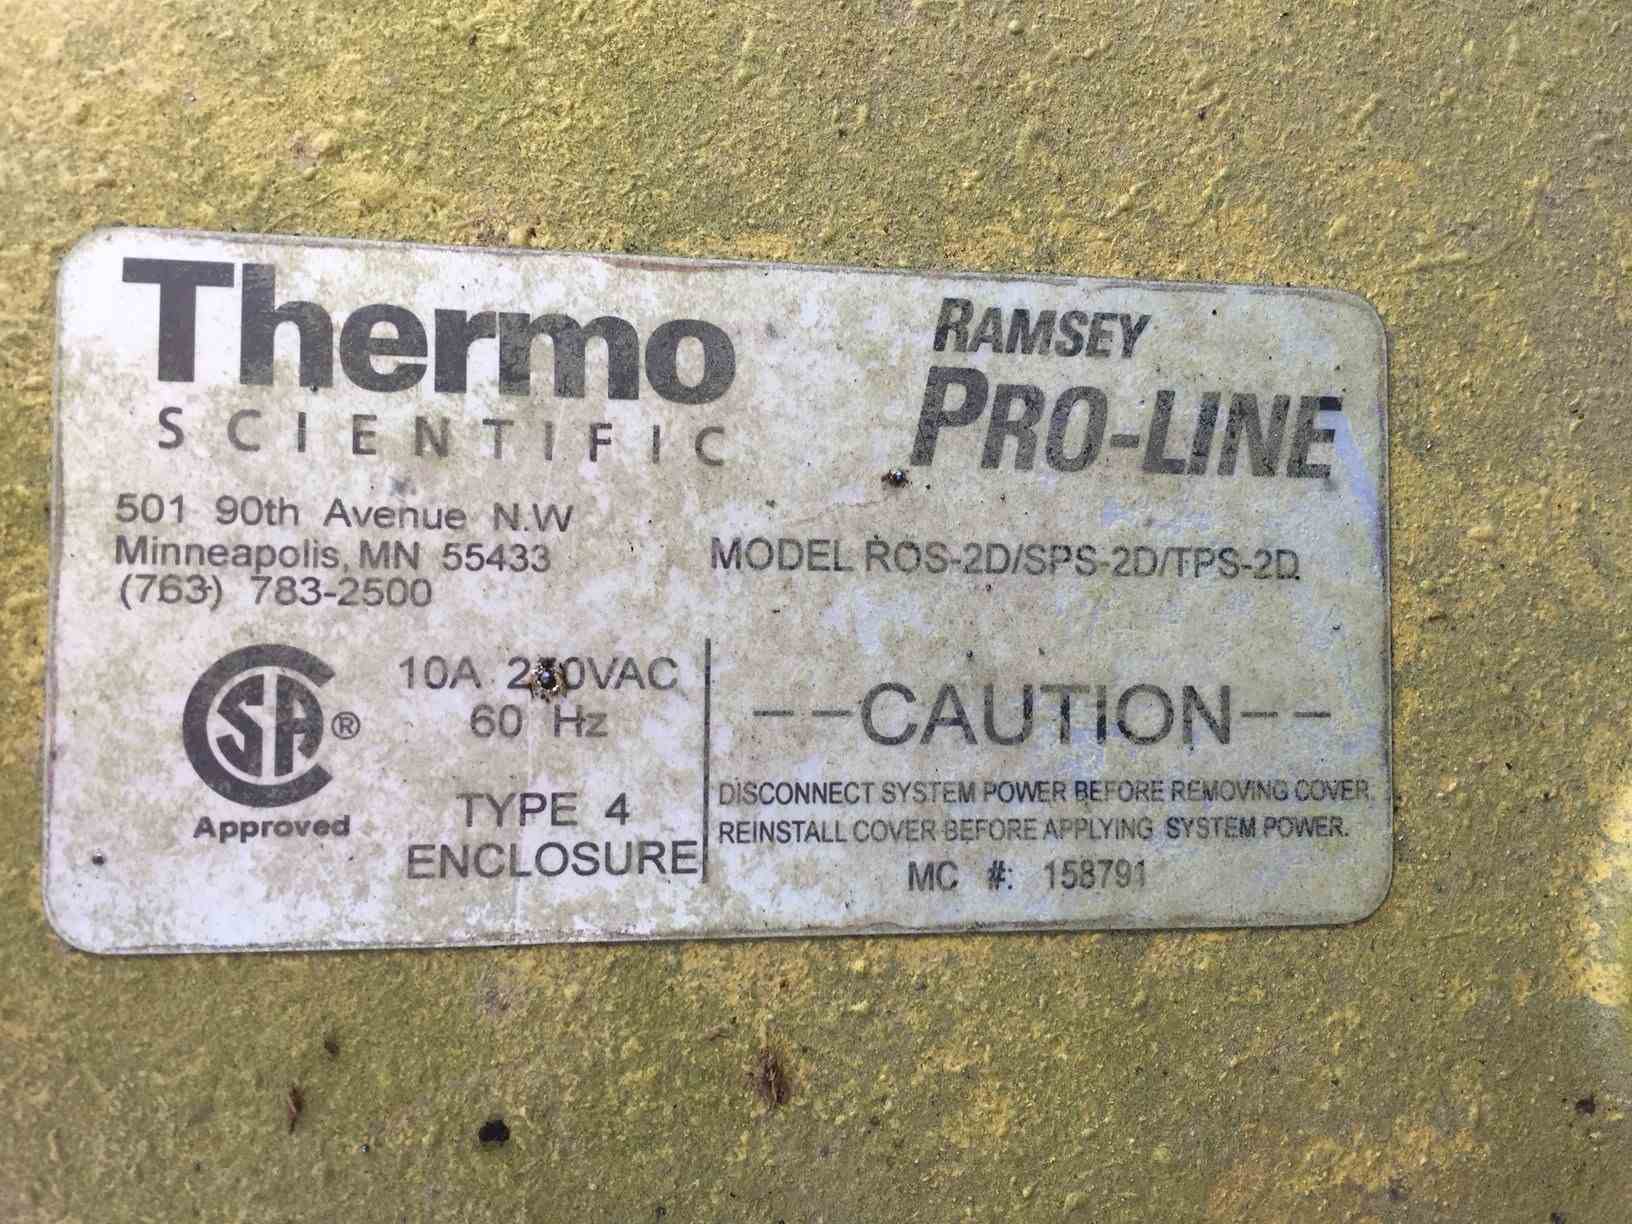 Thermo
SCIENTIFIC
501 90th Avenue N.W
Minneapolis, MN 55433
(763) 783-2500
RAMSEY
PRO-LINE
MODEL ROS-2D/SPS-2D/TPS-2D
CSA ®
Approved
10A
60 Hz
TYPE 4
ENCLOSURE
--CAUTION--
DISCONNECT SYSTEM POWER BEFORE REMOVING COVER.
REINSTALL COVER BEFORE APPLYING SYSTEM POWER.
MC #: 158791